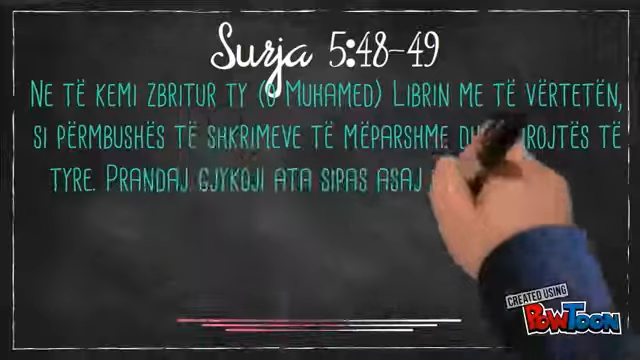 Surja 5:48-49
NE TË KEMI ZBRITUR TY (O MUHAMED) LIBRIN ME TË VËRTETËN,
SI PËRMBUSHËS TË SHKRIMEVE TË MËPARSHME TË
TYRE. PRANDAJ GJYKOJI ATA SIPAS ASAJ
CREATED USING
POWTOON